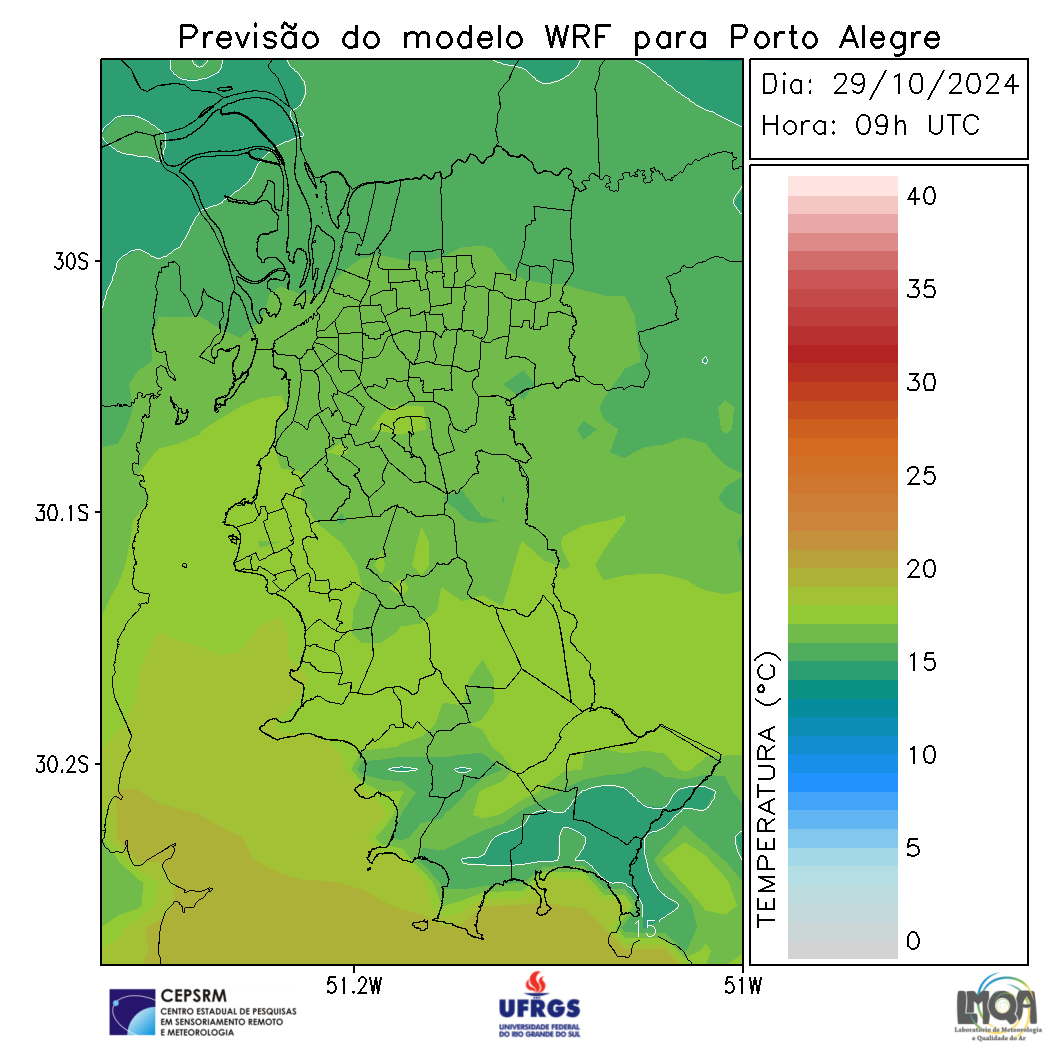 Previsão do modelo WRF para Porto Alegre
Dia: 29/10/2024
Hora: 09h UTC
40
35
30
25
20
15
10
5
0
TEMPERATURA (°C)
30S
30.1S
30.2S
15
51.2W
51W
CEPSRM
CENTRO ESTADUAL DE PESQUISAS
EM SENSORIAMENTO REMOTO
E METEOROLOGIA
UFRGS
UNIVERSIDADE FEDERAL
DO RIO GRANDE DO SUL
LMQA
Laboratório de Meteorologia
e Qualidade do Ar